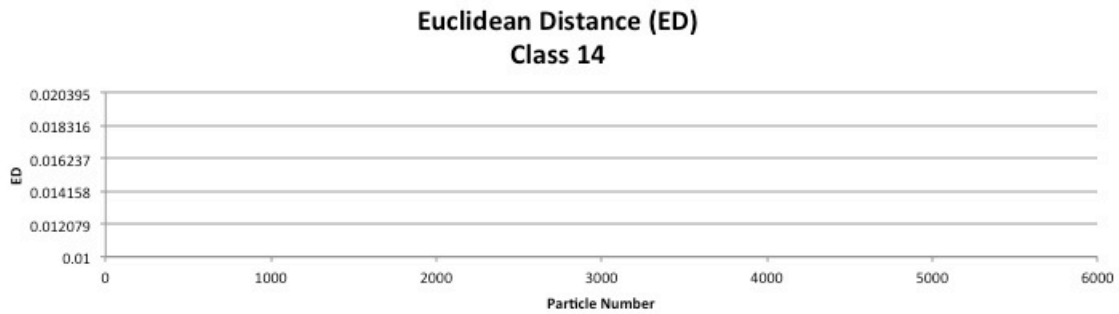 Euclidean Distance (ED)
Class 14
0.020395
0.018316
0.016237
ED
0.014158
0.012079
0.01
0 1000 2000 3000 4000 5000 6000
Particle Number